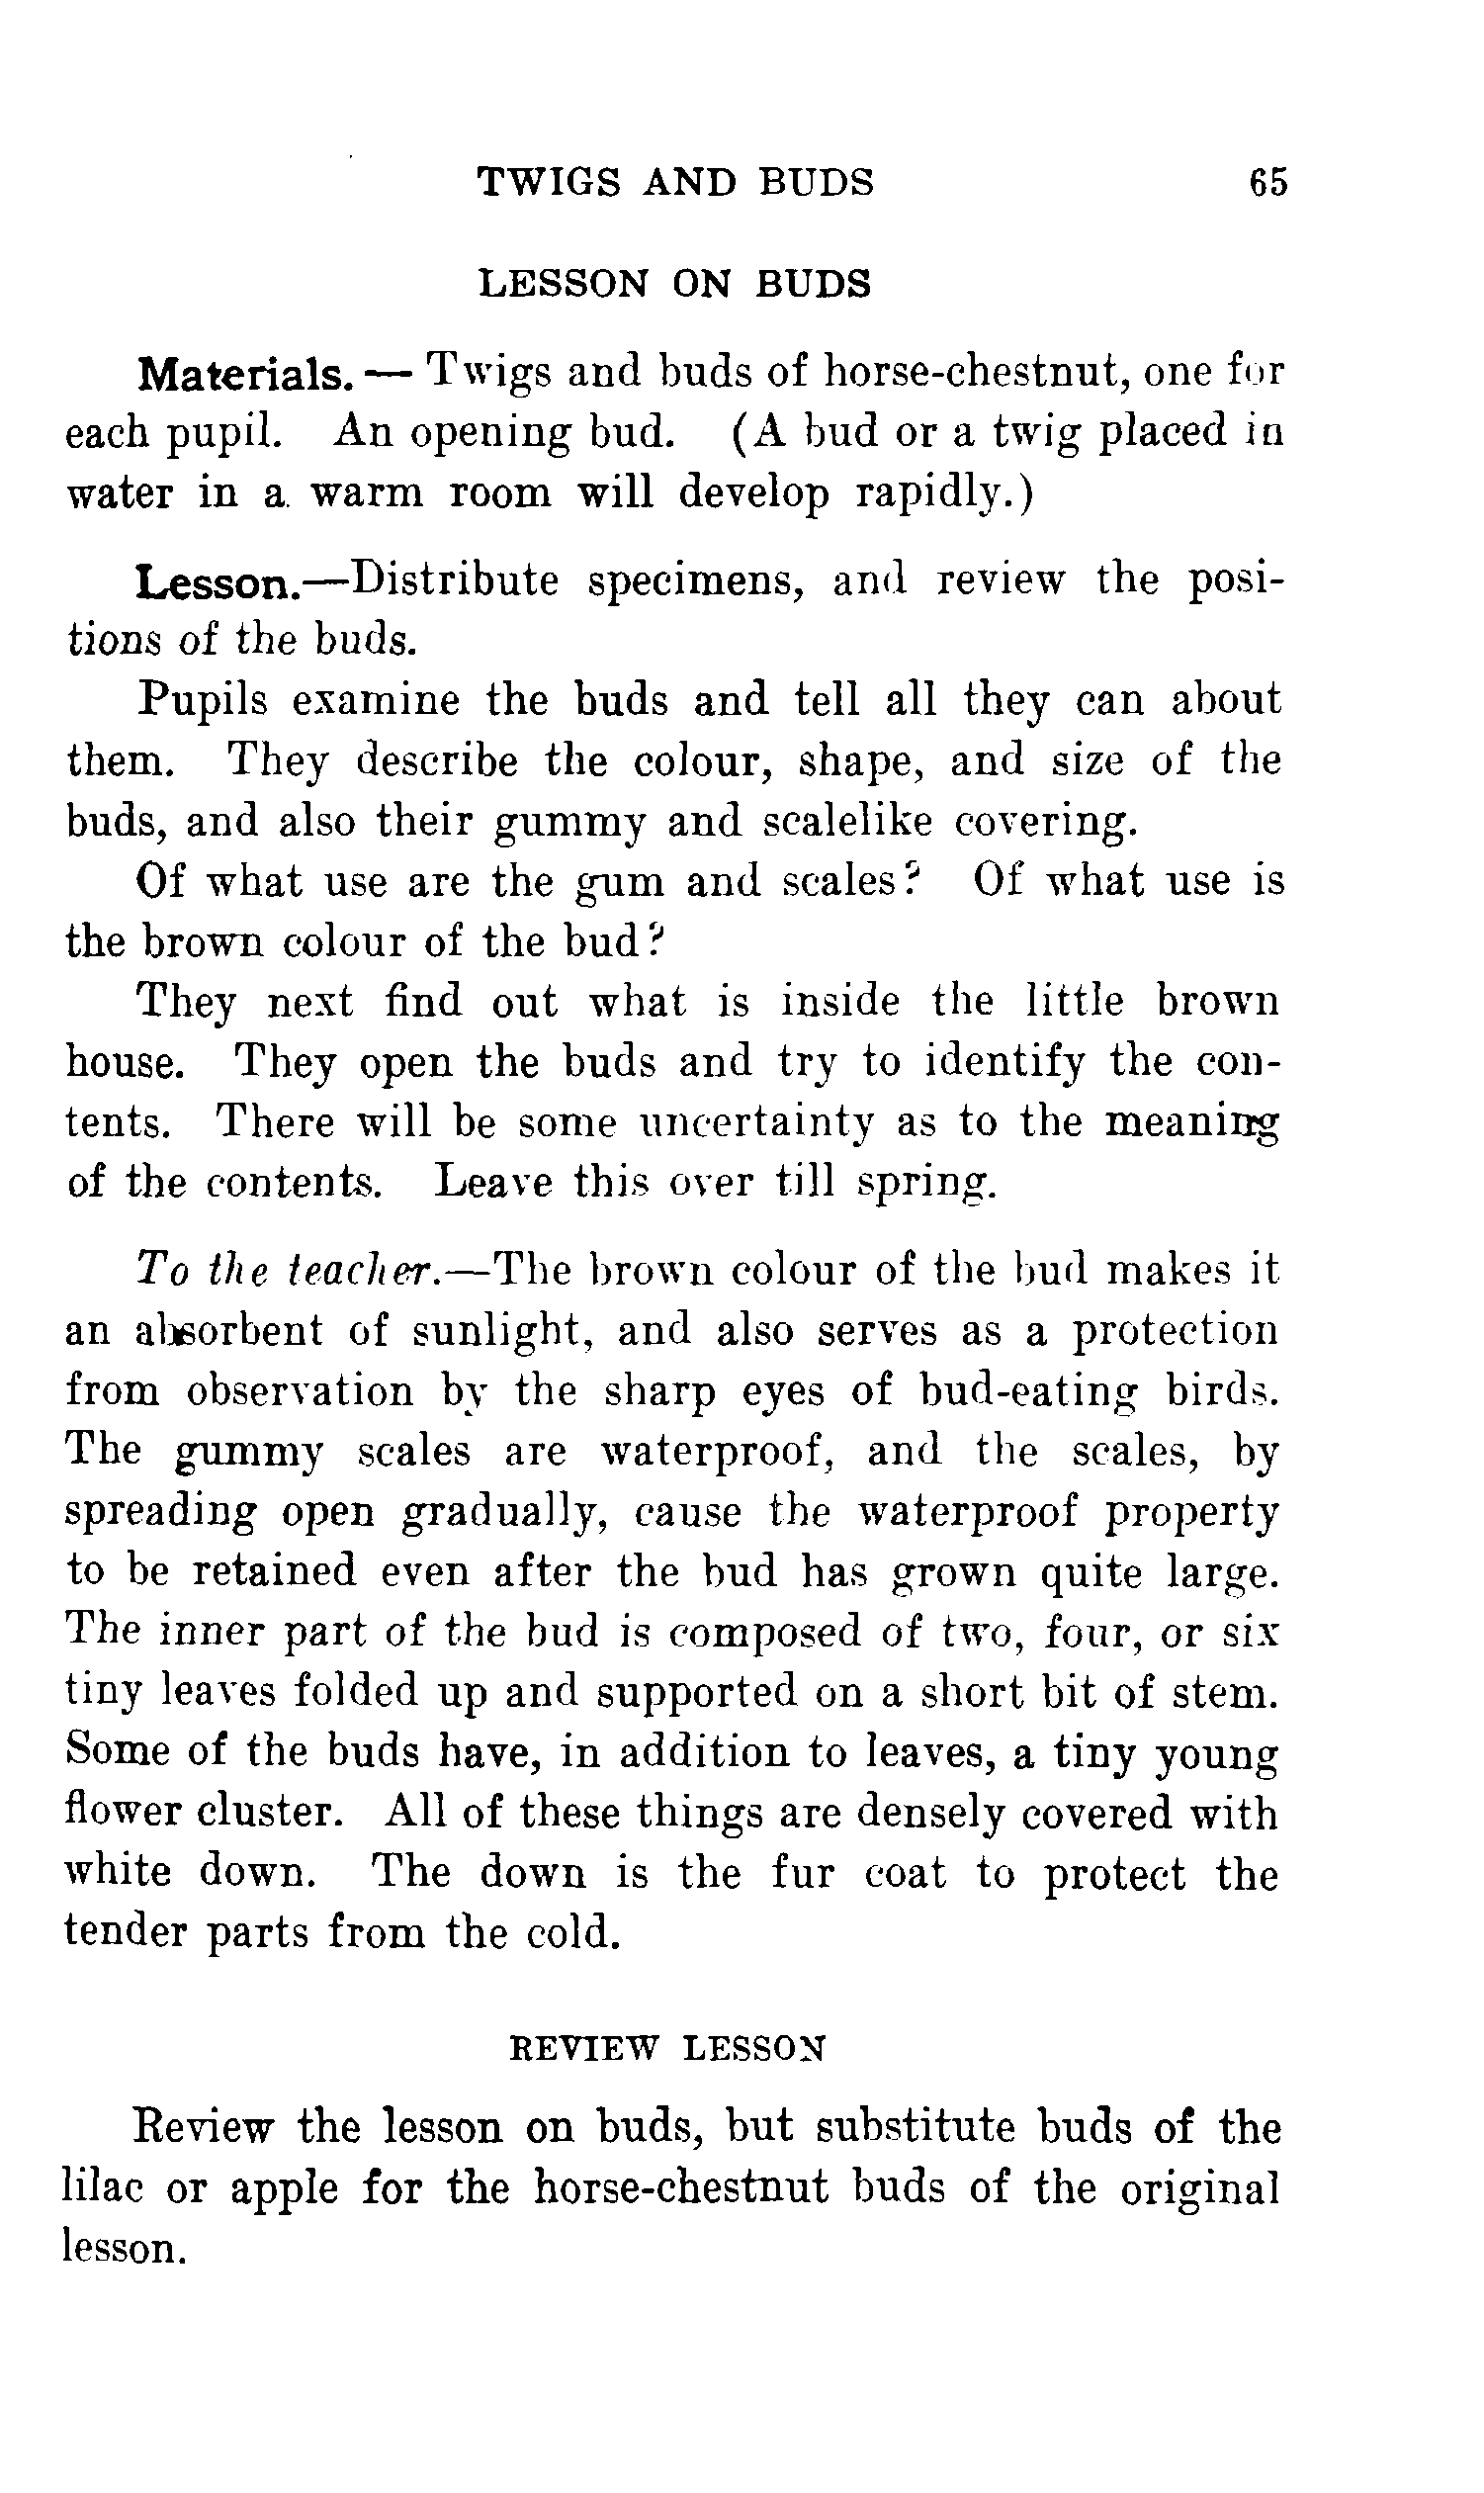 TWIGS AND BUDS 65
LESSON ON BUDS
Materials. — Twigs and buds of horse-chestnut, one for
each pupil. An opening bud. (A bud or a twig placed in
water in a warm room will develop rapidly.)
Lesson.—Distribute specimens, and review the posi-
tions of the buds.
Pupils examine the buds and tell all they can about
them. They describe the colour, shape, and size of the
buds, and also their gummy and scalelike covering.
Of what use are the gum and scales? Of what use is
the brown colour of the bud?
They next find out what is inside the little brown
house. They open the buds and try to identify the con-
tents. There will be some uncertainty as to the meaning
of the contents. Leave this over till spring.
To the teacher.—The brown colour of the bud makes it
an absorbent of sunlight, and also serves as a protection
from observation by the sharp eyes of bud-eating birds.
The gummy scales are waterproof, and the scales, by
spreading open gradually, cause the waterproof property
to be retained even after the bud has grown quite large.
The inner part of the bud is composed of two, four, or six
tiny leaves folded up and supported on a short bit of stem.
Some of the buds have, in addition to leaves, a tiny young
flower cluster. All of these things are densely covered with
white down. The down is the fur coat to protect the
tender parts from the cold.
REVIEW LESSON
Review the lesson on buds, but substitute buds of the
lilac or apple for the horse-chestnut buds of the original
lesson.